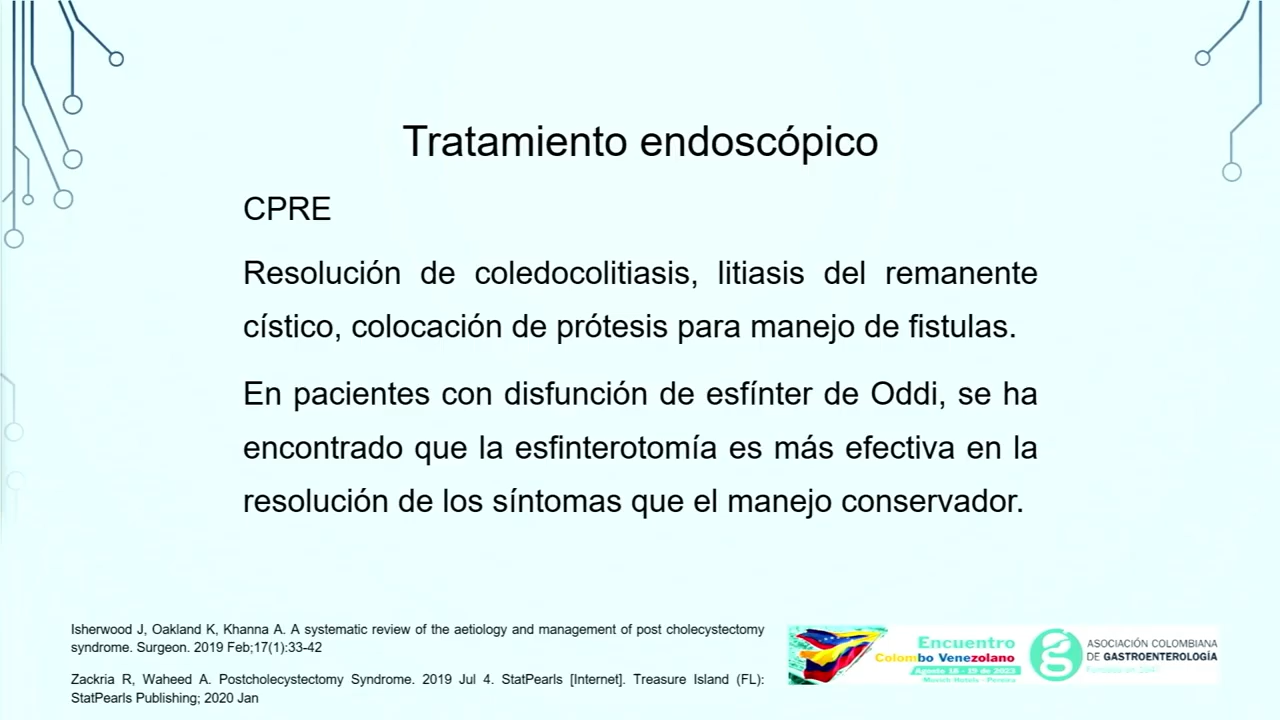 Tratamiento endoscópico
CPRE
Resolución de coledocolitiasis, litiasis del remanente
cístico, colocación de prótesis para manejo de fistulas.
En pacientes con disfunción de esfínter de Oddi, se ha
encontrado que la esfinterotomía es más efectiva en la
resolución de los síntomas que el manejo conservador.
Isherwood J, Oakland K, Khanna A. A systematic review of the aetiology and management of post cholecystectomy
syndrome. Surgeon. 2019 Feb;17(1):33-42
Zackria R, Waheed A. Postcholecystectomy Syndrome. 2019 Jul 4. StatPearls [Internet]. Treasure Island (FL):
StatPearls Publishing; 2020 Jan
Encuentro
Colombo Venezolano
ASOCIACIÓN COLOMBIANA
DE GASTROENTEROLOGÍA